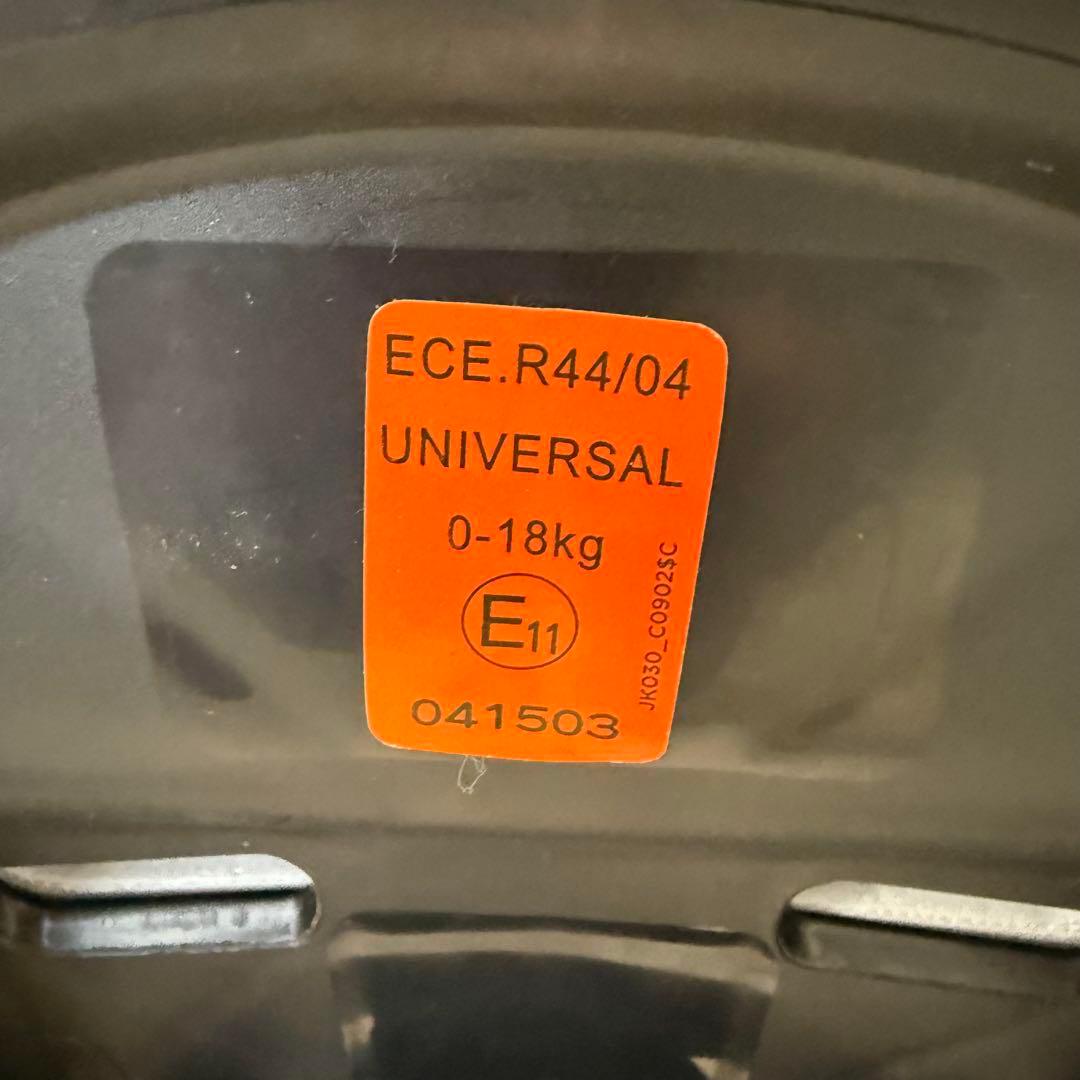 ECE.R44/04
UNIVERSAL
0-18kg
E11
041503
JK030_C0902$C